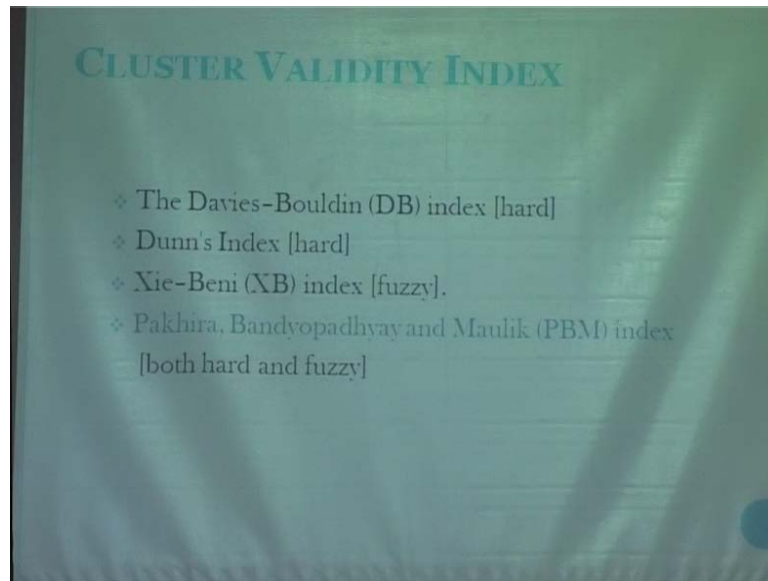 CLUSTER VALIDITY INDEX
The Davies-Bouldin (DB) index [hard]
Dunn's Index [hard]
Xie-Beni (XB) index [fuzzy].
Pakhira, Bandyopadhyay and Maulik (PBM) index
[both hard and fuzzy]